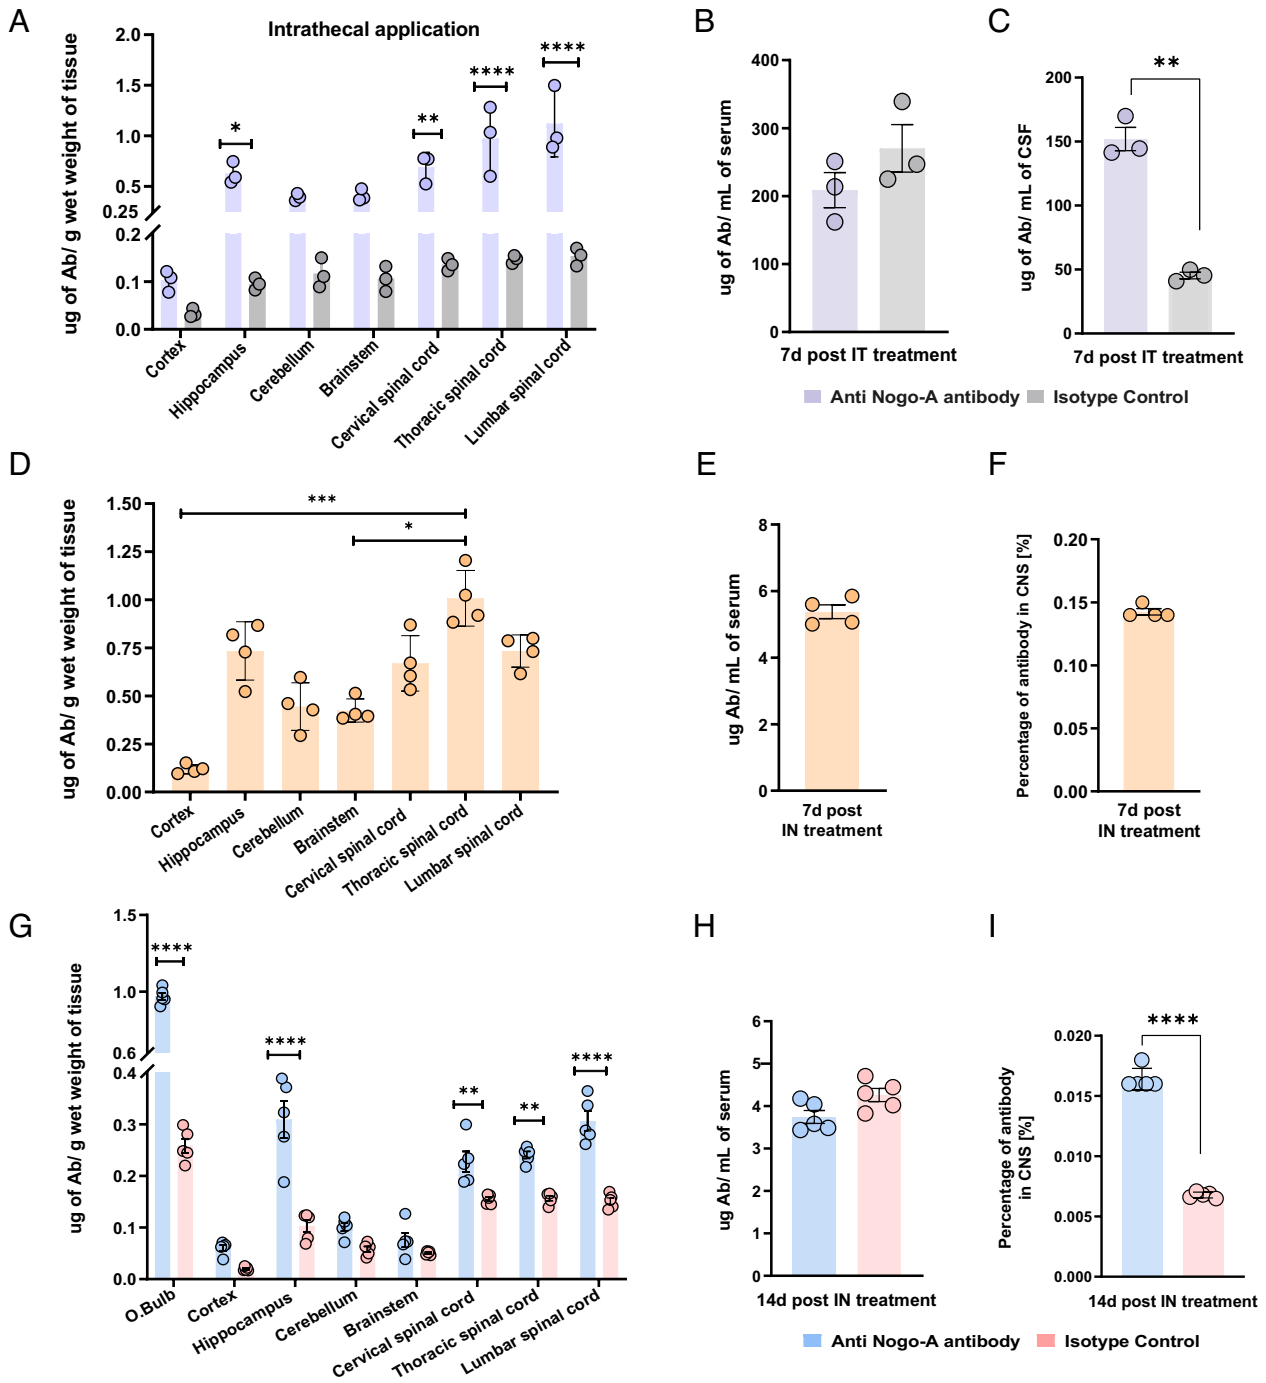 A
Intrathecal application
ug of Ab/ g wet weight of tissue
2.0
1.5
1.0
0.5
0.25
0.2
0.1
0.0
*
**
****
****
Cortex
Hippocampus
Cerebellum
Brainstem
Cervical spinal cord
Thoracic spinal cord
Lumbar spinal cord
B
ug of Ab/ mL of serum
400
300
200
100
0
7d post IT treatment
C
ug of Ab/ mL of CSF
200
150
100
50
0
**
7d post IT treatment
Anti Nogo-A antibody
Isotype Control
D
ug of Ab/ g wet weight of tissue
1.50
1.25
1.00
0.75
0.50
0.25
0.00
***
*
Cortex
Hippocampus
Cerebellum
Brainstem
Cervical spinal cord
Thoracic spinal cord
Lumbar spinal cord
E
ug Ab/ mL of serum
8
6
4
2
0
7d post
IN treatment
F
Percentage of antibody in CNS [%]
0.20
0.15
0.10
0.05
0.00
7d post
IN treatment
G
ug of Ab/ g wet weight of tissue
1.5
1.0
0.6
0.4
0.3
0.2
0.1
0.0
****
****
**
**
****
O.Bulb
Cortex
Hippocampus
Cerebellum
Brainstem
Cervical spinal cord
Thoracic spinal cord
Lumbar spinal cord
H
ug Ab/ mL of serum
6
5
4
3
2
1
0
14d post IN treatment
I
Percentage of antibody
in CNS [%]
0.020
0.015
0.010
0.005
0.000
****
14d post IN treatment
Anti Nogo-A antibody
Isotype Control